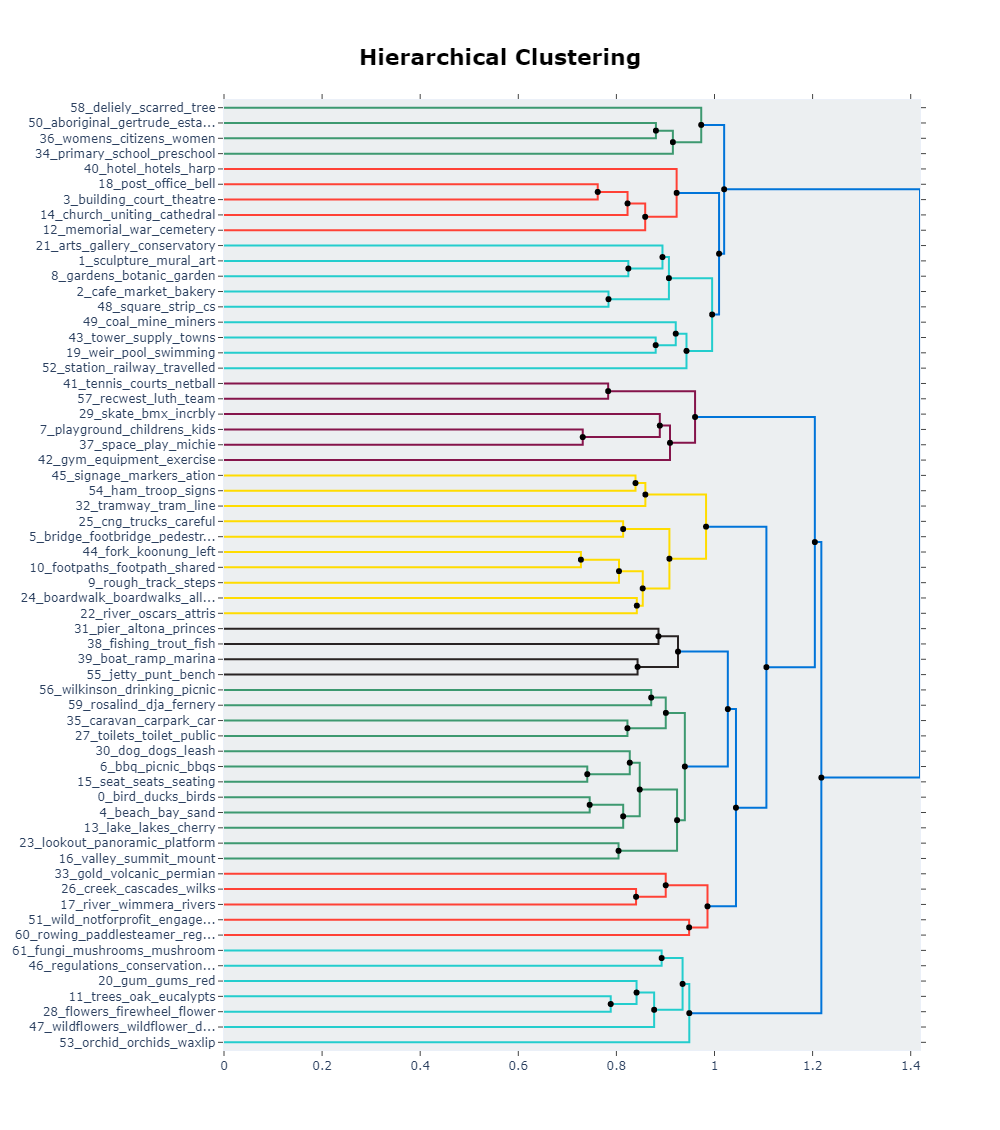 Hierarchical Clustering
58_deliely_scarred_tree
50_aboriginal_gertrude_esta...
36_womens_citizens_women
34_primary_school_preschool
40_hotel_hotels_harp
18_post_office_bell
3_building_court_theatre
14_church_uniting_cathedral
12_memorial_war_cemetery
21_arts_gallery_conservatory
1_sculpture_mural_art
8_gardens_botanic_garden
2_cafe_market_bakery
48_square_strip_cs
49_coal_mine_miners
43_tower_supply_towns
19_weir_pool_swimming
52_station_railway_travelled
41_tennis_courts_netball
57_recwest_luth_team
29_skate_bmx_incrbly
7_playground_childrens_kids
37_space_play_michie
42_gym_equipment_exercise
45_signage_markers_ation
54_ham_troop_signs
32_tramway_tram_line
25_cng_trucks_careful
5_bridge_footbridge_pedestr...
44_fork_koonung_left
10_footpaths_footpath_shared
9_rough_track_steps
24_boardwalk_boardwalks_all...
22_river_oscars_attris
31_pier_altona_princes
38_fishing_trout_fish
39_boat_ramp_marina
55_jetty_punt_bench
56_wilkinson_drinking_picnic
59_rosalind_dja_fernery
35_caravan_carpark_car
27_toilets_toilet_public
30_dog_dogs_leash
6_bbq_picnic_bbqs
15_seat_seats_seating
0_bird_ducks_birds
4_beach_bay_sand
13_lake_lakes_cherry
23_lookout_panoramic_platform
16_valley_summit_mount
33_gold_volcanic_permian
26_creek_cascades_wilks
17_river_wimmera_rivers
51_wild_notforprofit_engage...
60_rowing_paddlesteamer_reg...
61_fungi_mushrooms_mushroom
46_regulations_conservation...
20_gum_gums_red
11_trees_oak_eucalypts
28_flowers_firewheel_flower
47_wildflowers_wildflower_d...
53_orchid_orchids_waxlip
0 0.2 0.4 0.6 0.8 1 1.2 1.4